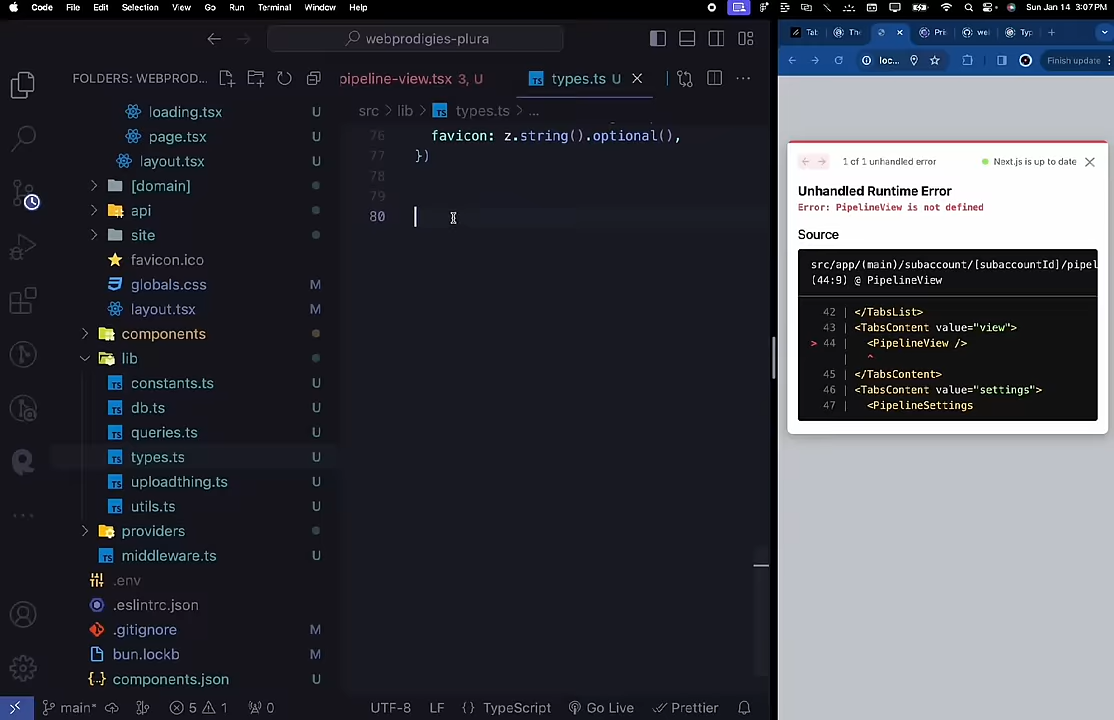 Code File Edit Selection View Go Run Terminal Window Help
Sun Jan 14 3:07 PM
webprodigies-plura
FOLDERS: WEBPROD...
pipeline-view.tsx 3, U
types.ts U
src > lib > types.ts > ...
loading.tsx U
page.tsx U
layout.tsx U
[domain]
api
site
favicon.ico
globals.css M
layout.tsx M
components
lib
constants.ts U
db.ts U
queries.ts U
types.ts U
uploadthing.ts U
utils.ts U
providers
middleware.ts U
.env
.eslintrc.json
.gitignore M
bun.lockb M
components.json U
76 favicon: z.string().optional(),
77 })
78
79
80
main*
5 1 0
UTF-8 LF {} TypeScript Go Live Prettier
Tab The Pri wel Typ
loc... Finish update
1 of 1 unhandled error Next.js is up to date
Unhandled Runtime Error
Error: PipelineView is not defined
Source
src/app/(main)/subaccount/[subaccountId]/pipel
(44:9) @ PipelineView
42 | </TabsList>
43 | <TabsContent value="view">
> 44 | <PipelineView />
| ^
45 | </TabsContent>
46 | <TabsContent value="settings">
47 | <PipelineSettings